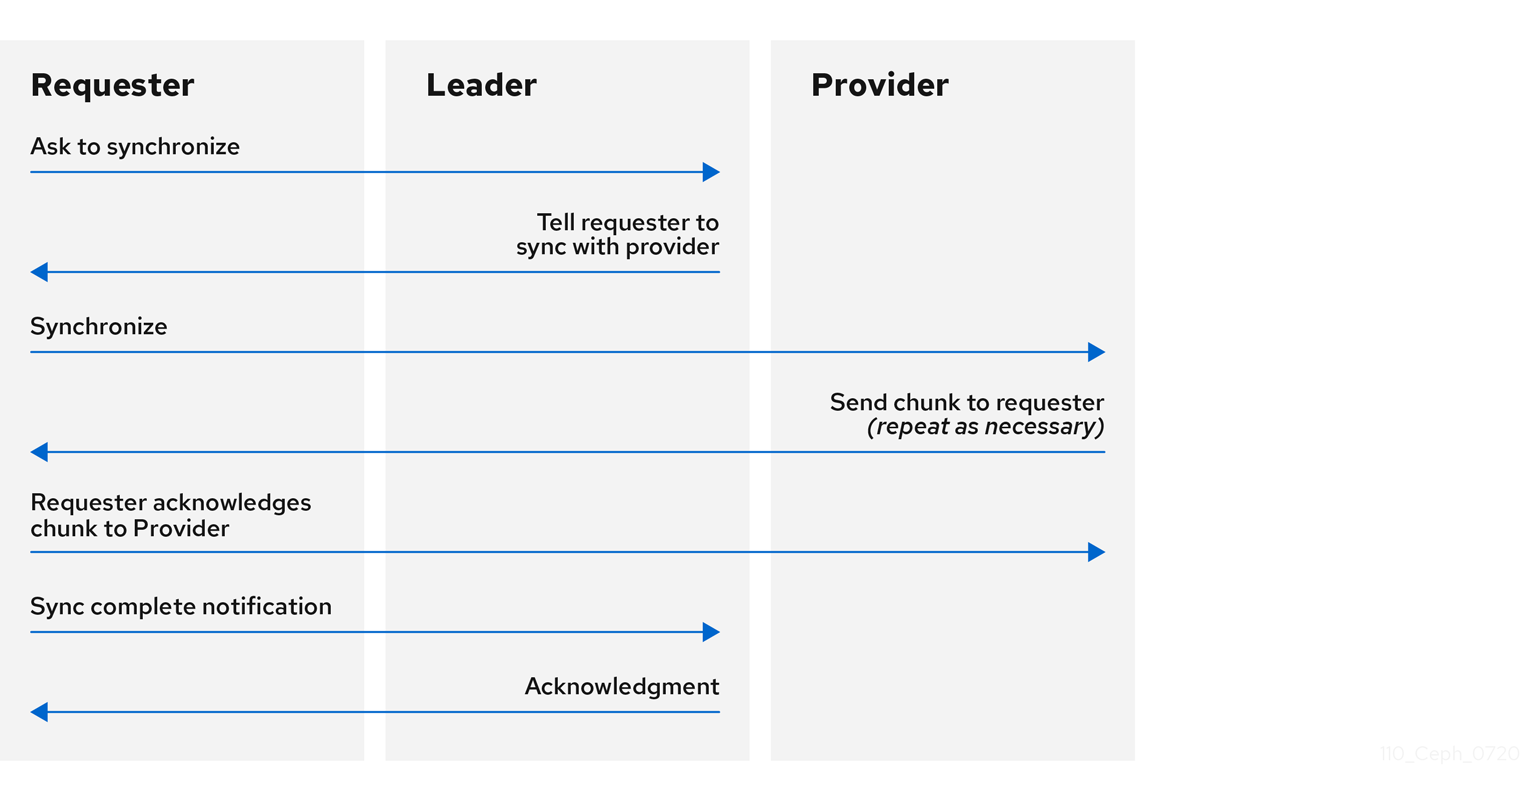 Requester
Leader
Provider
Ask to synchronize
Tell requester to
sync with provider
Synchronize
Send chunk to requester
(repeat as necessary)
Requester acknowledges
chunk to Provider
Sync complete notification
Acknowledgment
110_Ceph_0720